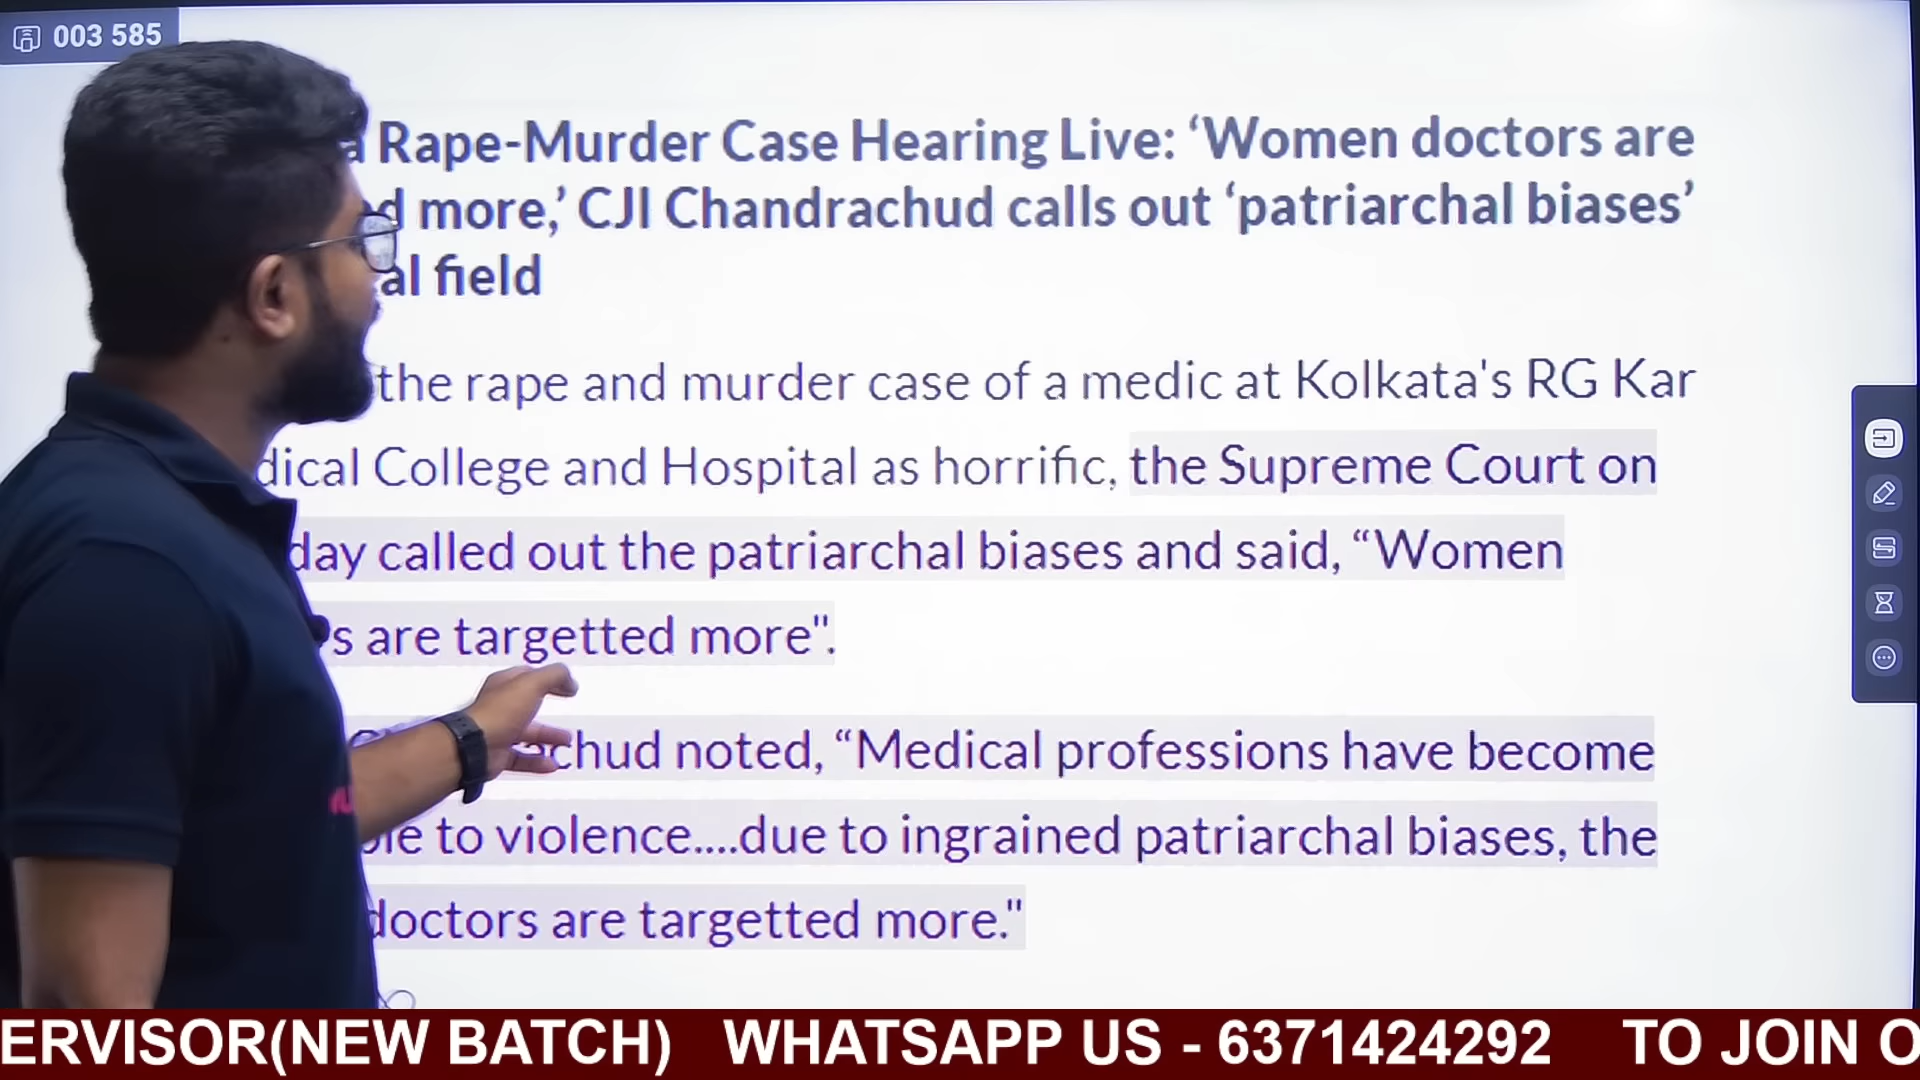 003 585
a Rape-Murder Case Hearing Live: ‘Women doctors are
d more,’ CJI Chandrachud calls out ‘patriarchal biases’
al field
the rape and murder case of a medic at Kolkata's RG Kar
dical College and Hospital as horrific, the Supreme Court on
day called out the patriarchal biases and said, “Women
s are targetted more".
achud noted, “Medical professions have become
le to violence....due to ingrained patriarchal biases, the
doctors are targetted more."
ERVISOR(NEW BATCH) WHATSAPP US - 6371424292 TO JOIN O